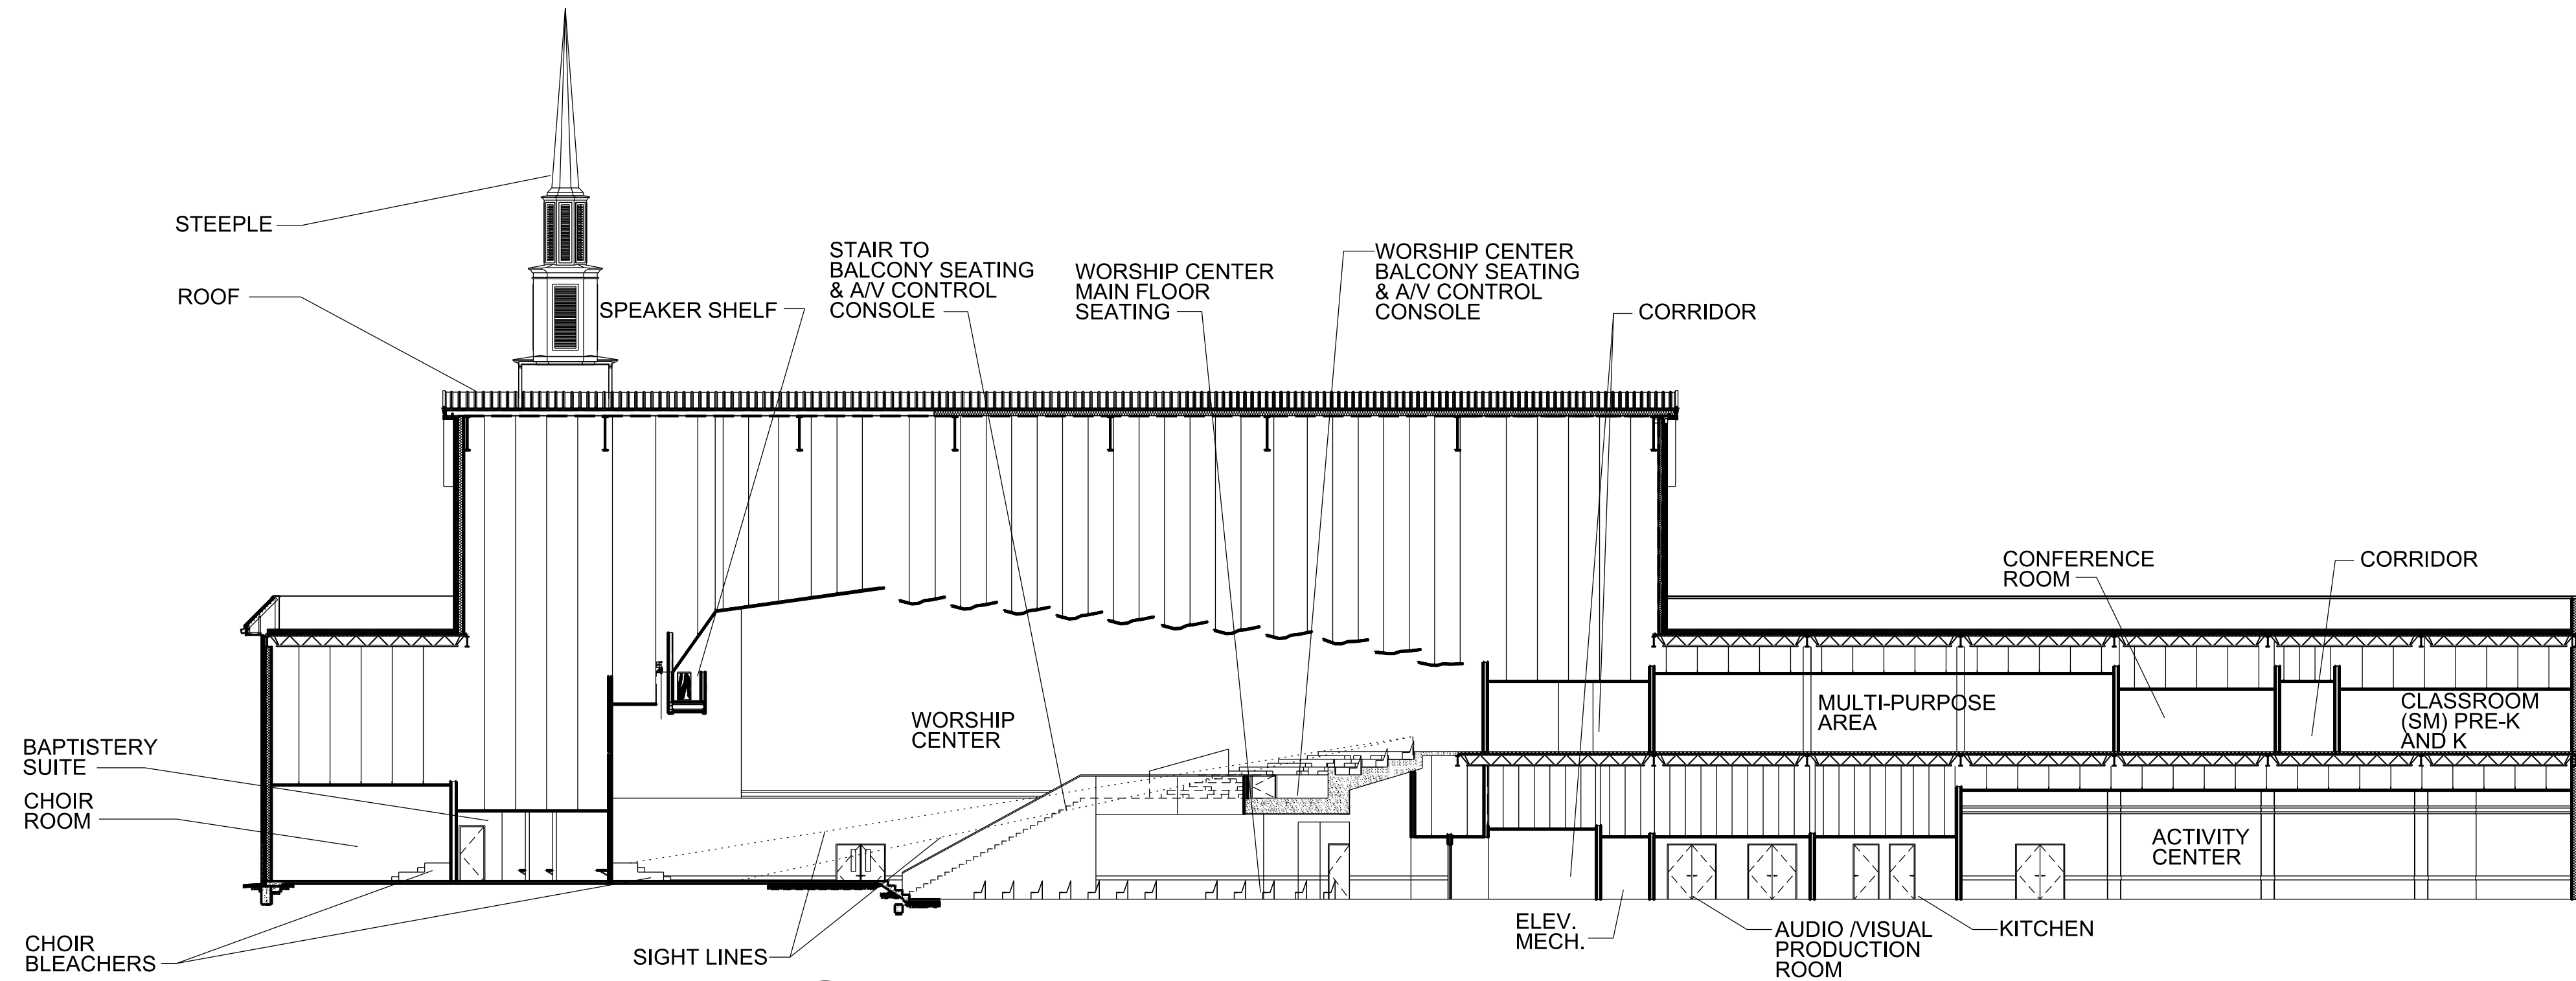 STEEPLE
ROOF
SPEAKER SHELF
STAIR TO
BALCONY SEATING
& A/V CONTROL
CONSOLE
WORSHIP CENTER
MAIN FLOOR
SEATING
WORSHIP CENTER
BALCONY SEATING
& A/V CONTROL
CONSOLE
CORRIDOR
CONFERENCE
ROOM
CORRIDOR
MULTI-PURPOSE
AREA
CLASSROOM
(SM) PRE-K
AND K
WORSHIP
CENTER
BAPTISTERY
SUITE
CHOIR
ROOM
ACTIVITY
CENTER
CHOIR
BLEACHERS
SIGHT LINES
ELEV.
MECH.
AUDIO /VISUAL
PRODUCTION
ROOM
KITCHEN